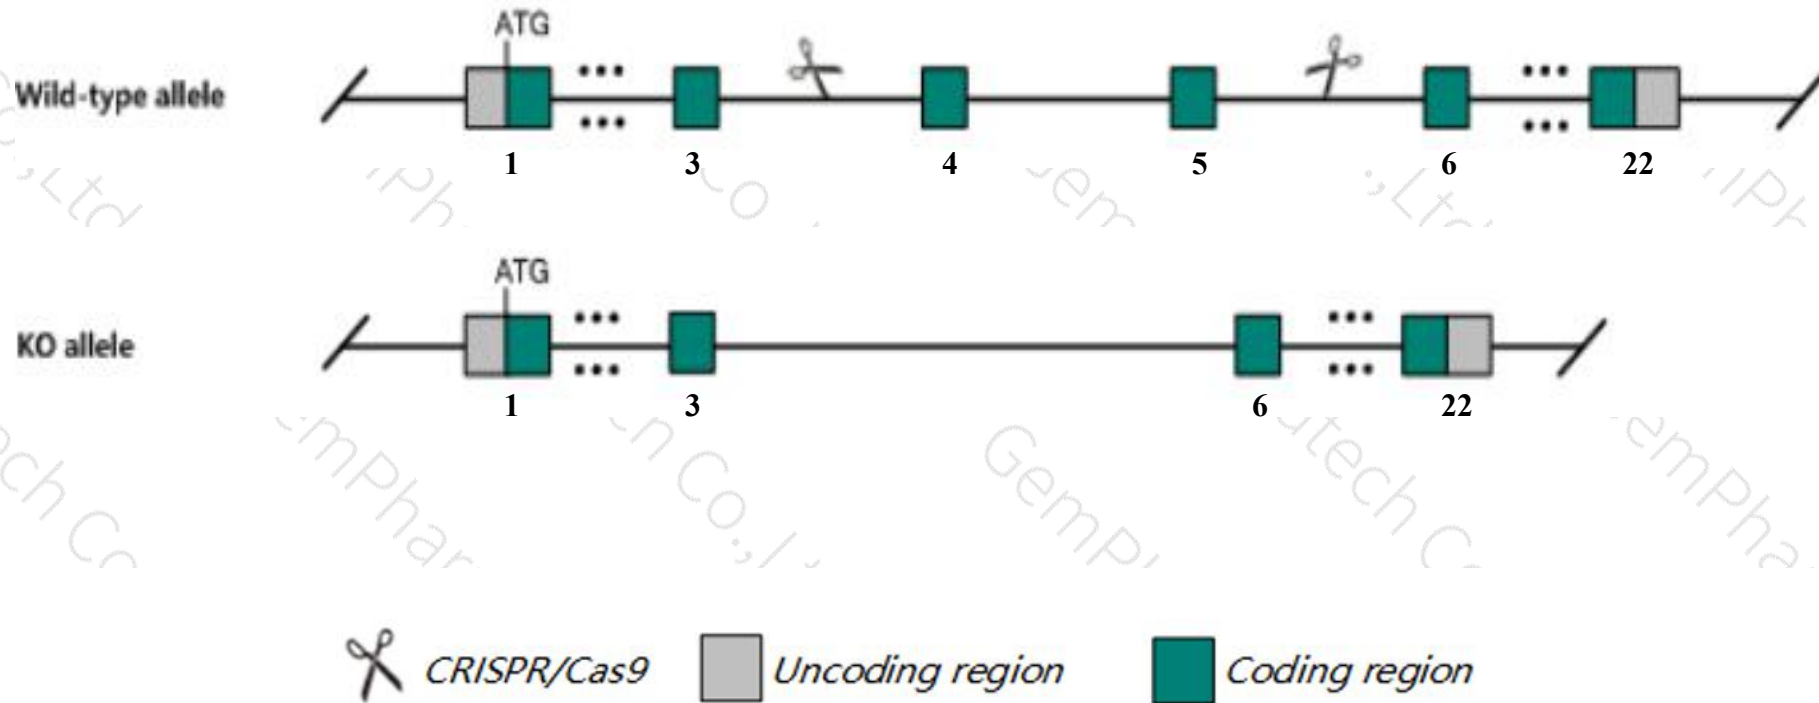 ATG
Wild-type allele
1 3 4 5 6 22
ATG
KO allele
1 3 6 22
CRISPR/Cas9 Uncoding region Coding region